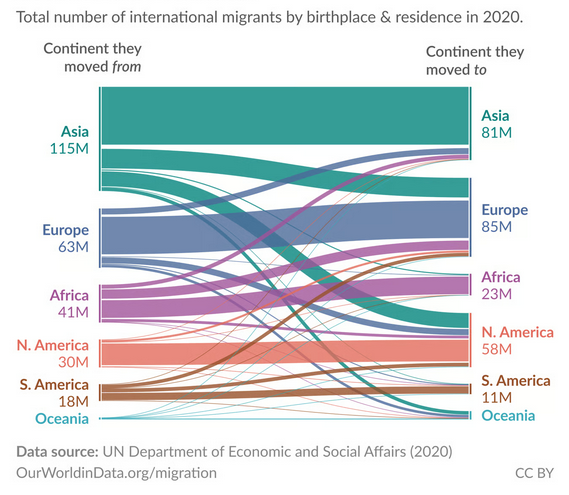 Total number of international migrants by birthplace & residence in 2020.
Continent they
moved from
Continent they
moved to
Asia
115M
Europe
63M
Africa
41M
N. America
30M
S. America
18M
Oceania
Asia
81M
Europe
85M
Africa
23M
N. America
58M
S. America
11M
Oceania
Data source: UN Department of Economic and Social Affairs (2020)
OurWorldinData.org/migration
CC BY